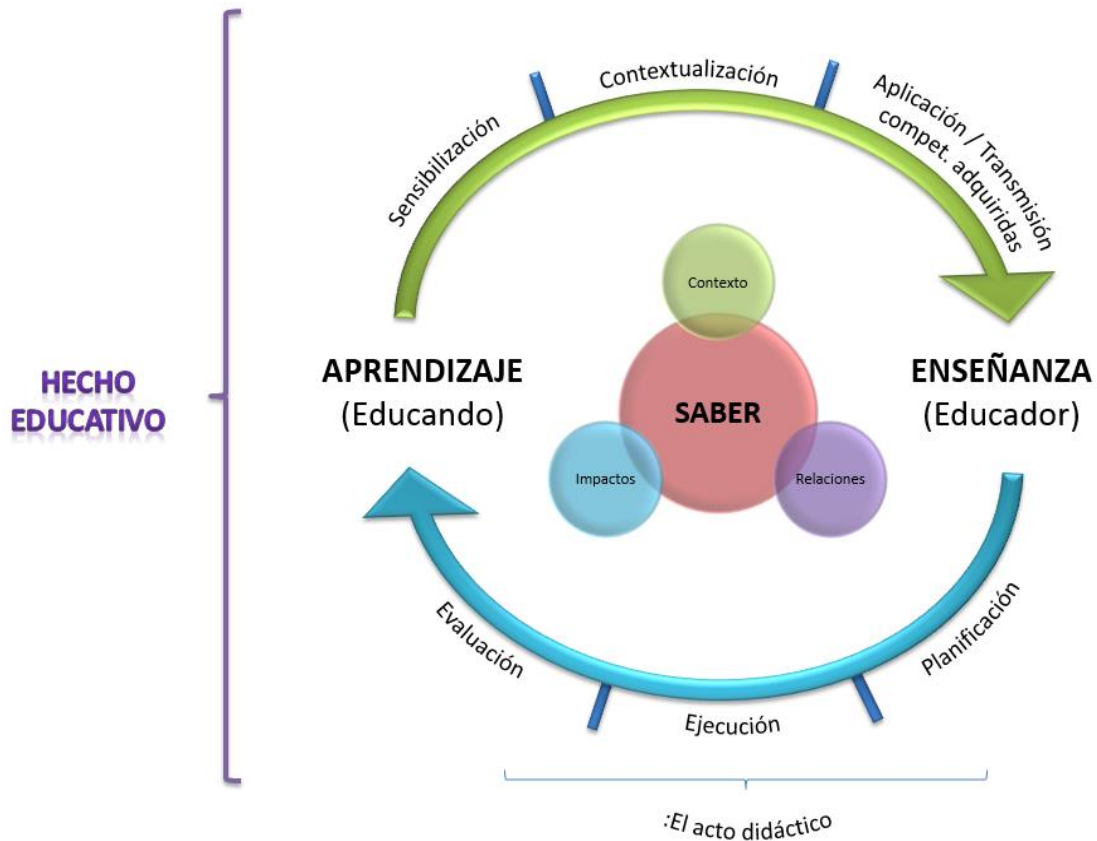 Contextualización
Sensibilización
Aplicación / Transmisión
compet. adquiridas
Contexto
HECHO
EDUCATIVO
APRENDIZAJE
(Educando)
SABER
ENSEÑANZA
(Educador)
Impactos
Relaciones
Evaluación
Ejecución
Planificación
:El acto didáctico